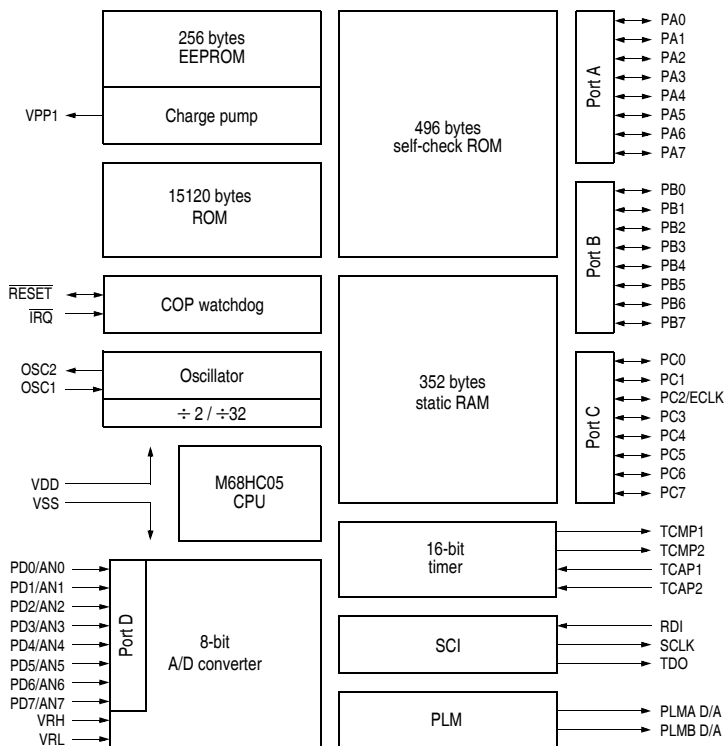 256 bytes
EEPROM
VPP1
Charge pump
15120 bytes
ROM
RESET
IRQ
COP watchdog
OSC2
OSC1
Oscillator
÷ 2 / ÷32
VDD
VSS
M68HC05
CPU
PD0/AN0
PD1/AN1
PD2/AN2
PD3/AN3
PD4/AN4
PD5/AN5
PD6/AN6
PD7/AN7
VRH
VRL
Port D
8-bit
A/D converter
496 bytes
self-check ROM
352 bytes
static RAM
16-bit
timer
SCI
PLM
Port A
PA0
PA1
PA2
PA3
PA4
PA5
PA6
PA7
Port B
PB0
PB1
PB2
PB3
PB4
PB5
PB6
PB7
Port C
PC0
PC1
PC2/ECLK
PC3
PC4
PC5
PC6
PC7
TCMP1
TCMP2
TCAP1
TCAP2
RDI
SCLK
TDO
PLMA D/A
PLMB D/A